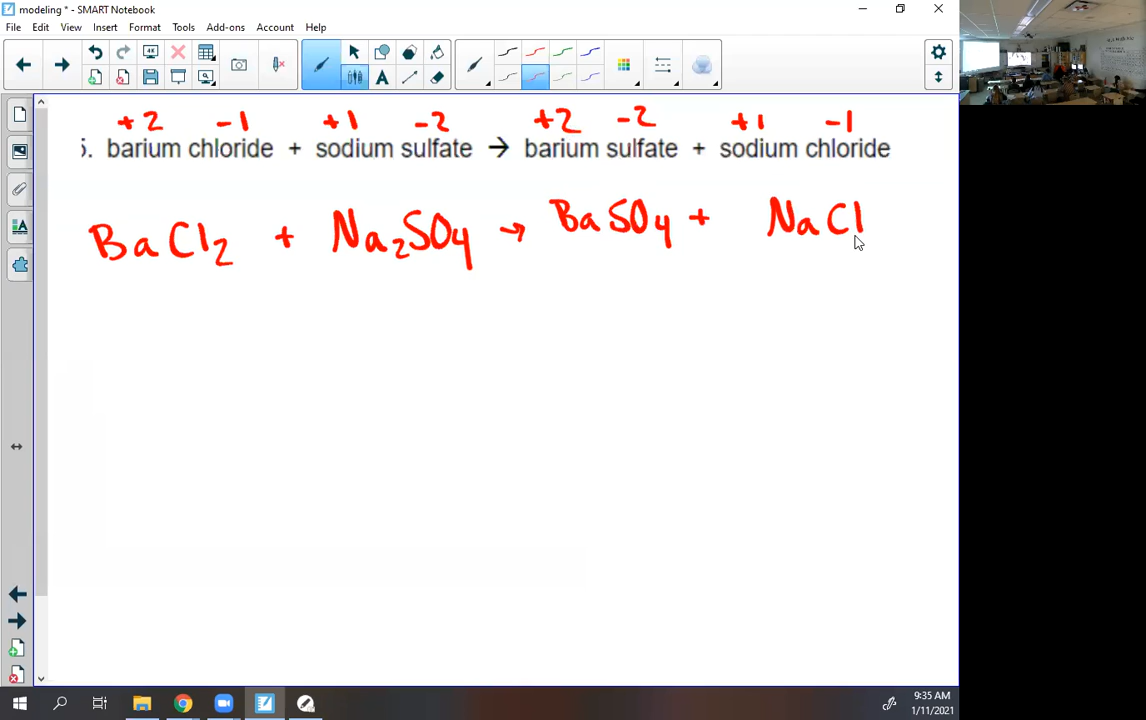 modeling * - SMART Notebook
File Edit View Insert Format Tools Add-ons Account Help
+2 -1 +1 -2 +2 -2 +1 -1
5. barium chloride + sodium sulfate → barium sulfate + sodium chloride
BaCl2 + Na2SO4 → BaSO4 + NaCl
9:35 AM
1/11/2021